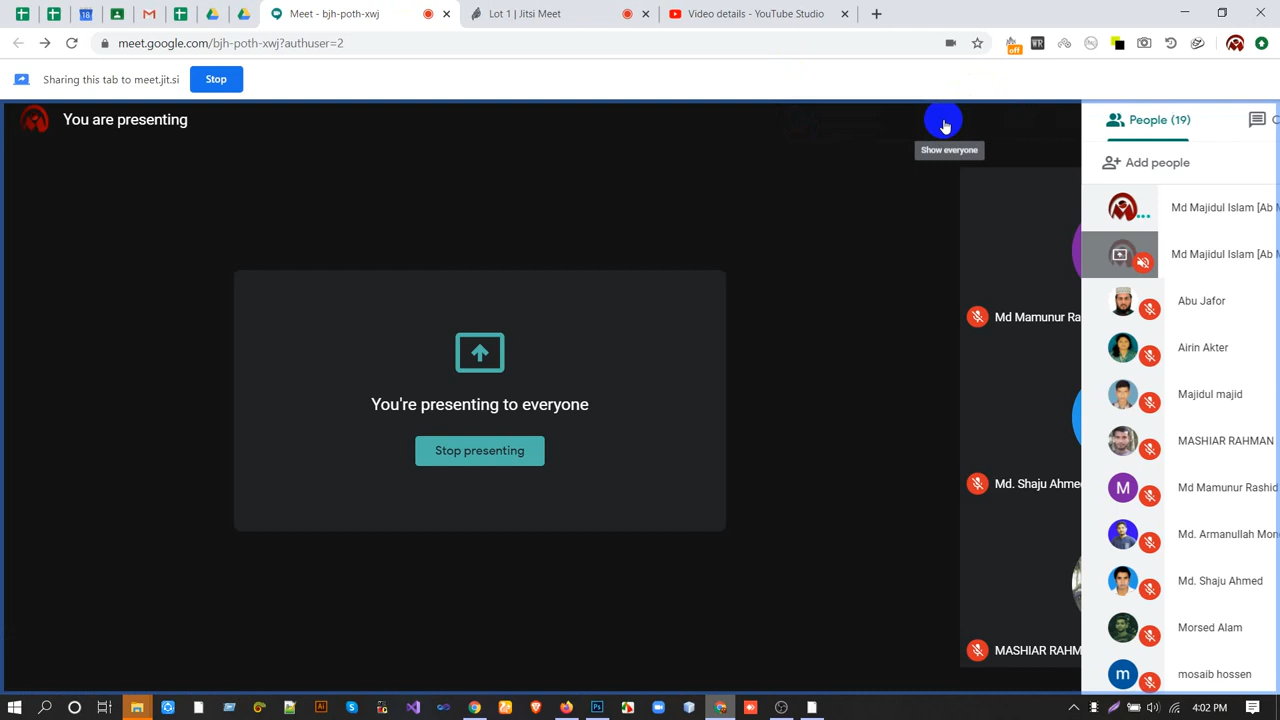 Meet - bjh-poth-xwj
Lot 1 | Jitsi Meet
Video details - YouTube Studio
meet.google.com/bjh-poth-xwj?authuser=2
off
WR
Sharing this tab to meet.jit.si
Stop
You are presenting
Show everyone
People (19)
C
Add people
Md Majidul Islam [Ab
Md Majidul Islam [Ab
Abu Jafor
Md Mamunur Ra
Airin Akter
You're presenting to everyone
Majidul majid
Stop presenting
MASHIAR RAHMAN
Md. Shaju Ahmed
M
Md Mamunur Rashid
Md. Armanullah Mon
Md. Shaju Ahmed
Morsed Alam
MASHIAR RAHM
m
mosaib hossen
4:02 PM